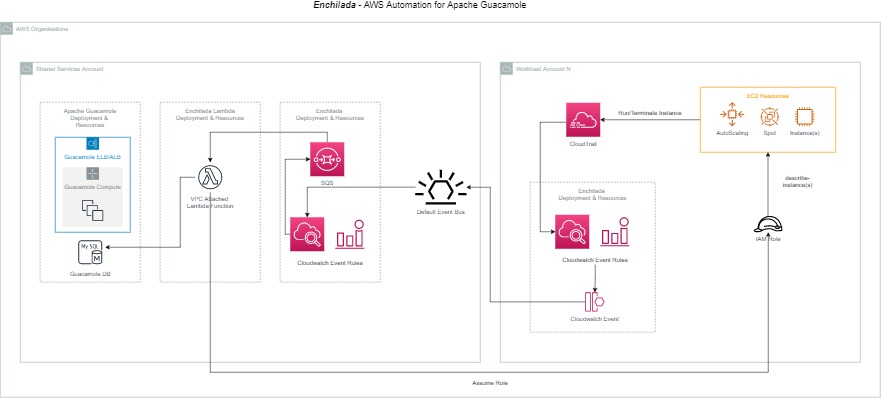 Enchilada - AWS Automation for Apache Guacamole
AWS Organisations
Shared Services Account
Workload Account N
Apache Guacamole
Deployment &
Resources
Guacamole ELB/ALB
Guacamole Compute
My SQL
M
Guacamole DB
Enchilada Lambda
Deployment & Resources
VPC Attached
Lambda Function
Enchilada
Deployment & Resources
SQS
Cloudwatch Event Rules
Default Event Bus
CloudTrail
Run/Terminate Instance
EC2 Resources
AutoScaling
Spot
Instance(s)
Enchilada
Deployment & Resources
Cloudwatch Event Rules
Cloudwatch Event
describe-
instance(s)
IAM Role
Assume Role